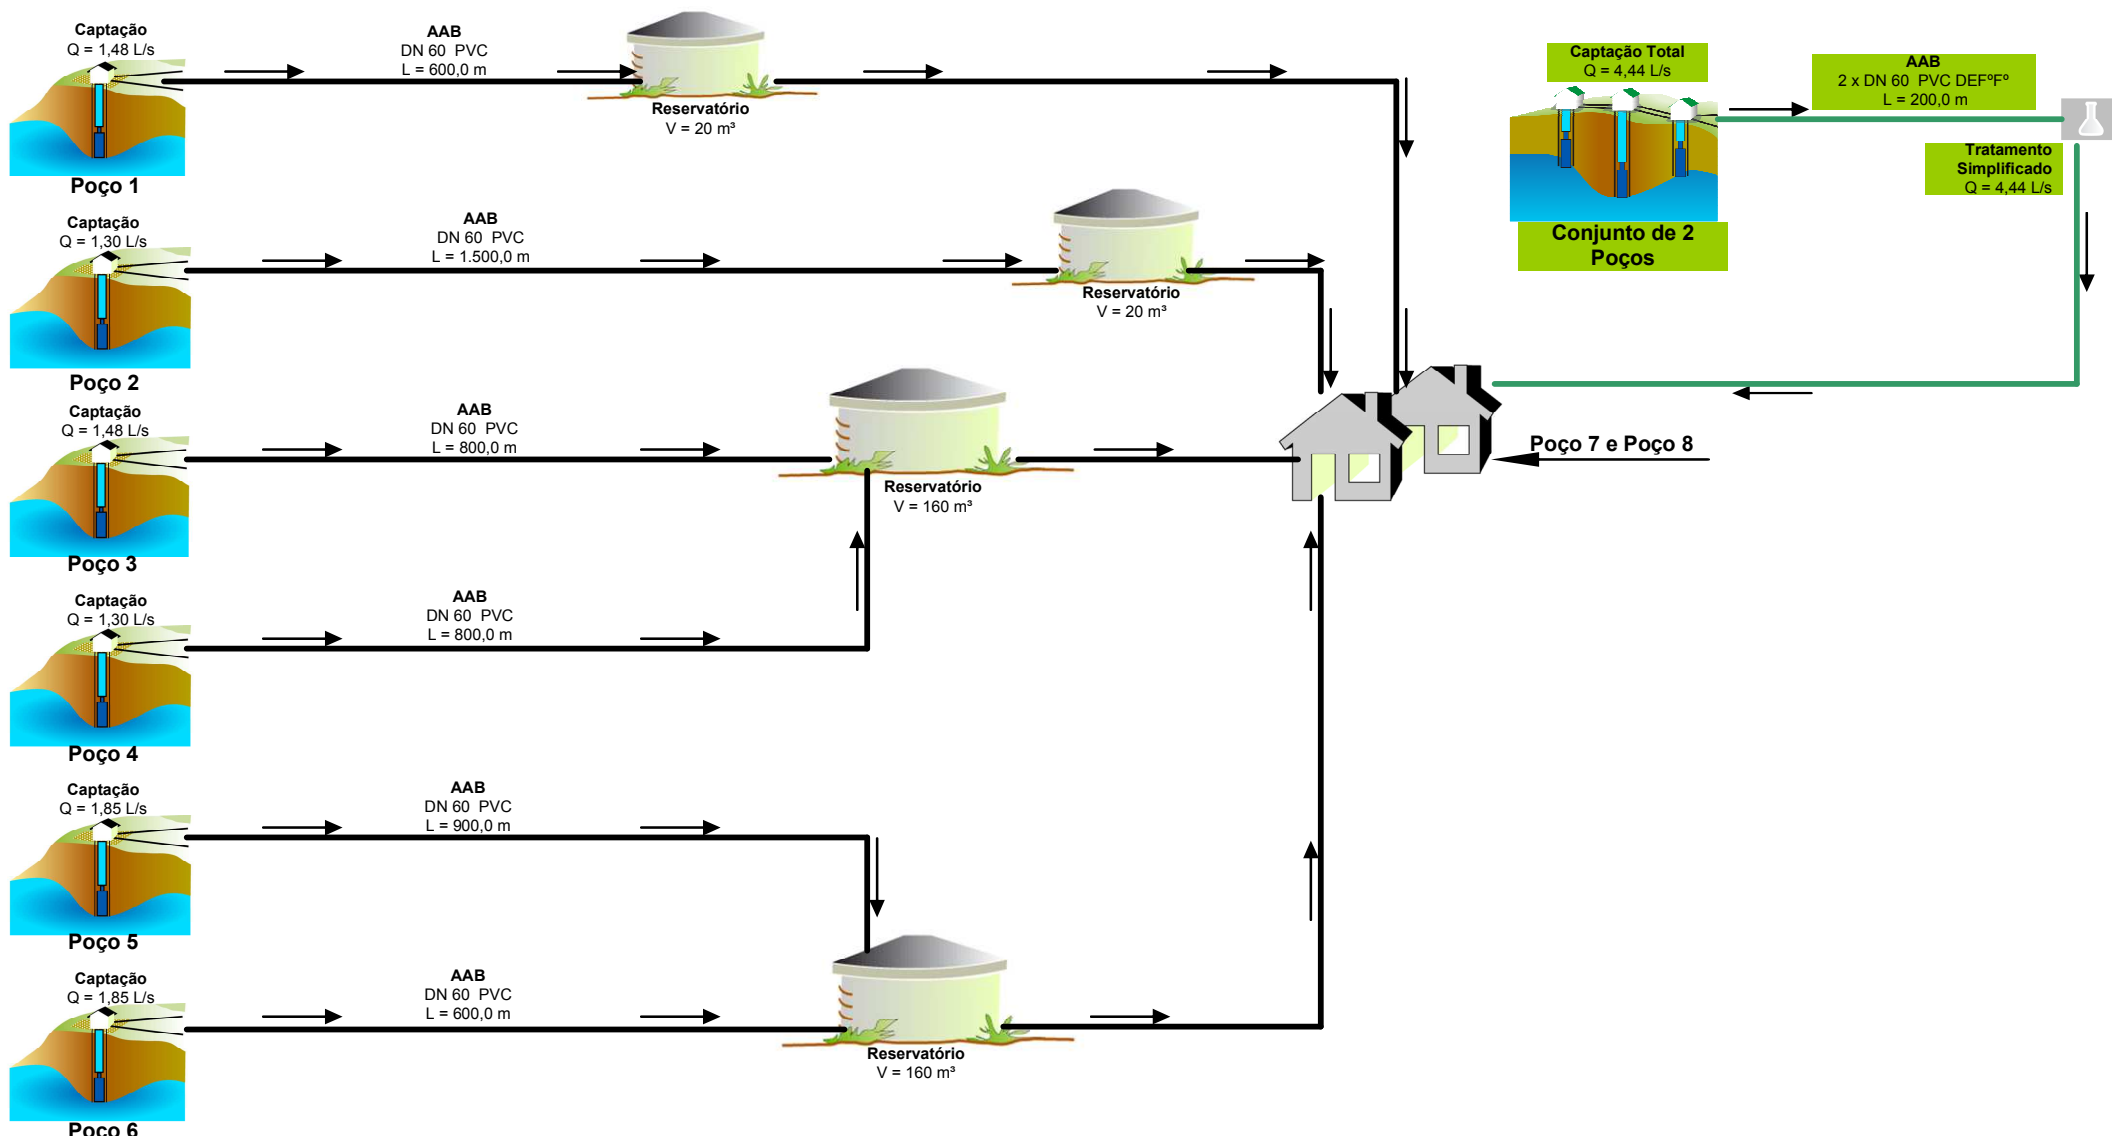 Captação
Q = 1,48 L/s
Poço 1
AAB
DN 60  PVC
L = 600,0 m
Reservatório
V = 20 m³
Captação
Q = 1,30 L/s
Poço 2
AAB
DN 60  PVC
L = 1.500,0 m
Reservatório
V = 20 m³
Captação
Q = 1,48 L/s
Poço 3
AAB
DN 60  PVC
L = 800,0 m
Reservatório
V = 160 m³
Captação
Q = 1,30 L/s
Poço 4
AAB
DN 60  PVC
L = 800,0 m
Captação
Q = 1,85 L/s
Poço 5
AAB
DN 60  PVC
L = 900,0 m
Captação
Q = 1,85 L/s
Poço 6
AAB
DN 60  PVC
L = 600,0 m
Reservatório
V = 160 m³
Captação Total
Q = 4,44 L/s
Conjunto de 2
Poços
AAB
2 x DN 60  PVC DEFºFº
L = 200,0 m
Tratamento
Simplificado
Q = 4,44 L/s
Poço 7 e Poço 8